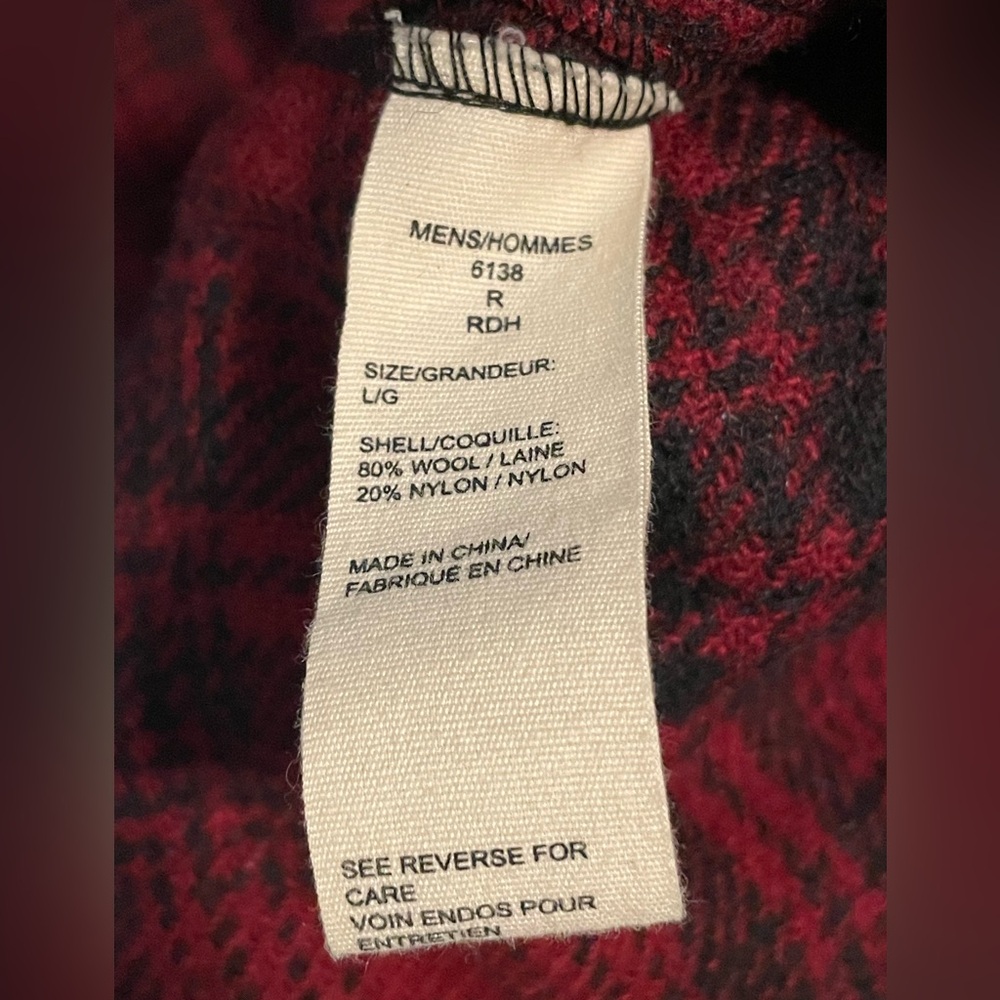 MENS/HOMMES
6138
R
RDH
SIZE/GRANDEUR:
L/G
SHELL/COQUILLE:
80% WOOL / LAINE
20% NYLON / NYLON
MADE IN CHINA/
FABRIQUE EN CHINE
SEE REVERSE FOR
CARE
VOIN ENDOS POUR
ENTRETIEN